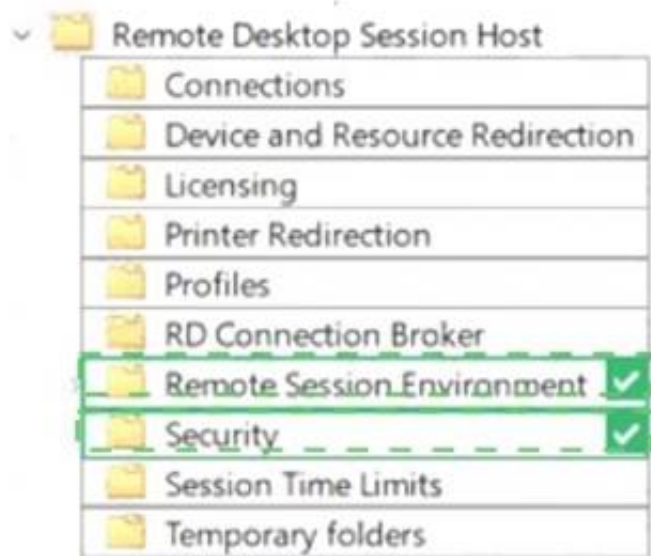 Remote Desktop Session Host
Connections
Device and Resource Redirection
Licensing
Printer Redirection
Profiles
RD Connection Broker
Remote Session Environment
Security
Session Time Limits
Temporary folders